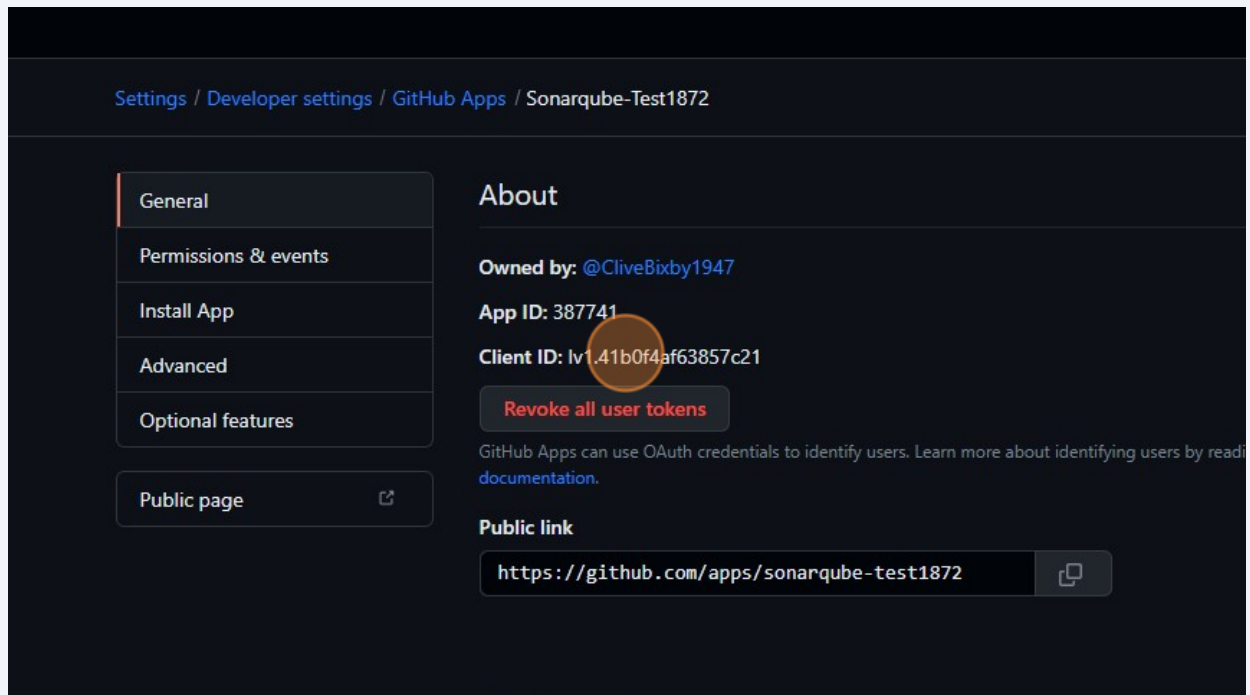 Settings / Developer settings / GitHub Apps / Sonarqube-Test1872
General
Permissions & events
Install App
Advanced
Optional features
Public page
About
Owned by: @CliveBixby1947
App ID: 387741
Client ID: Iv1.41b0f4af63857c21
Revoke all user tokens
GitHub Apps can use OAuth credentials to identify users. Learn more about identifying users by readi
documentation.
Public link
https://github.com/apps/sonarqube-test1872